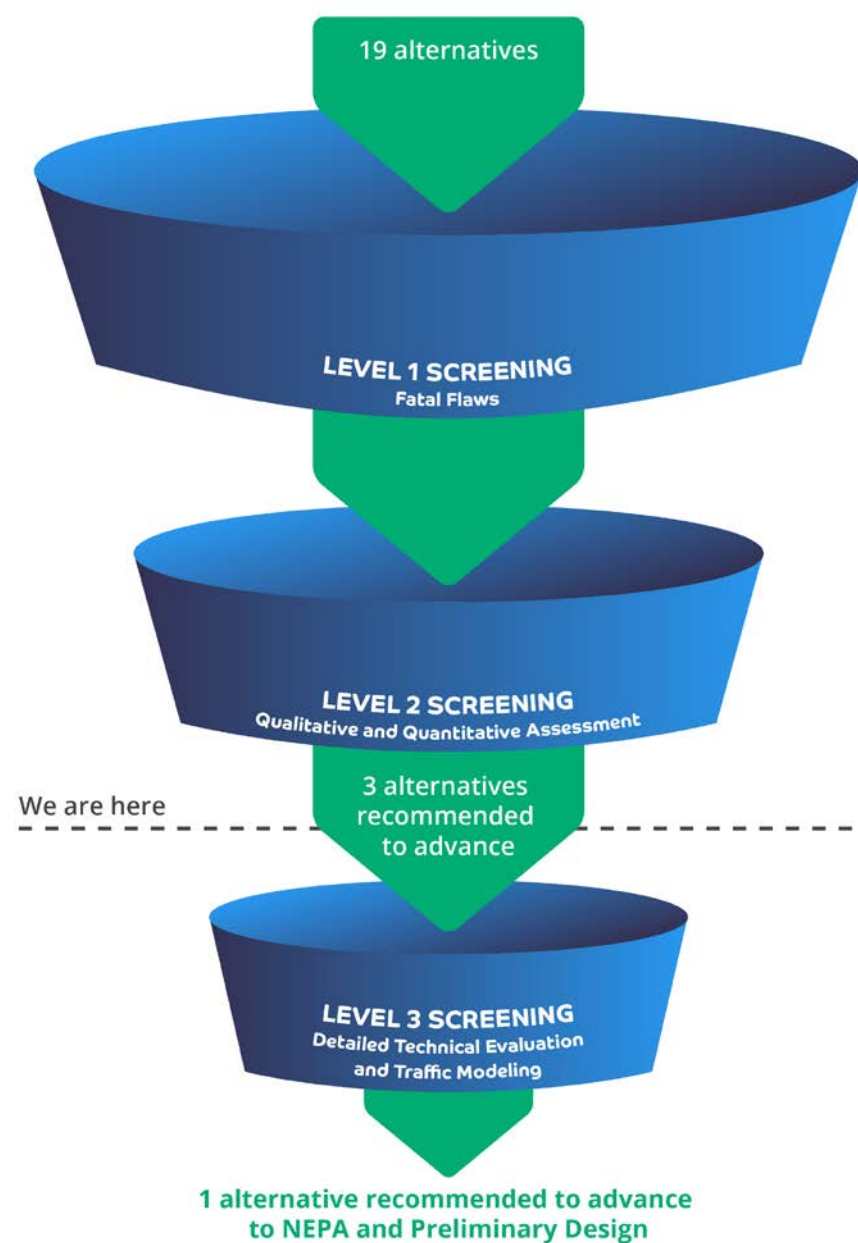 19 alternatives
LEVEL 1 SCREENING
Fatal Flaws
LEVEL 2 SCREENING
Qualitative and Quantitative Assessment
We are here
3 alternatives
recommended
to advance
LEVEL 3 SCREENING
Detailed Technical Evaluation
and Traffic Modeling
1 alternative recommended to advance
to NEPA and Preliminary Design